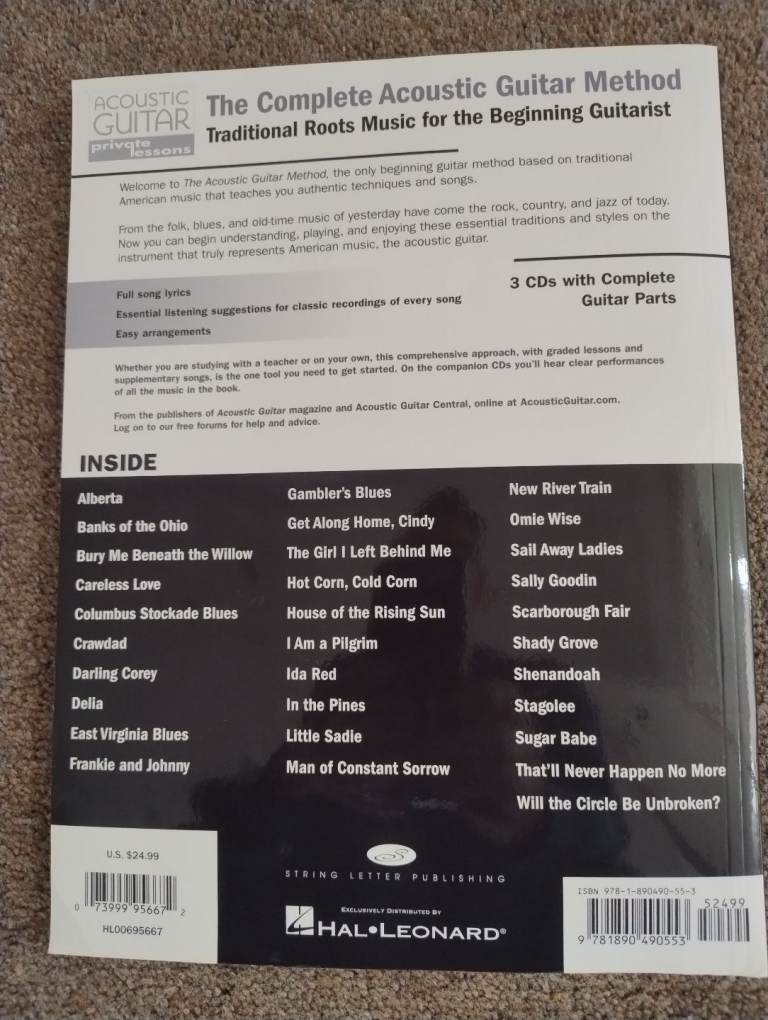 ACOUSTIC
GUITAR
private
lessons
The Complete Acoustic Guitar Method
Traditional Roots Music for the Beginning Guitarist
Welcome to The Acoustic Guitar Method, the only beginning guitar method based on traditional
American music that teaches you authentic techniques and songs.
From the folk, blues, and old-time music of yesterday have come the rock, country, and jazz of today.
Now you can begin understanding, playing, and enjoying these essential traditions and styles on the
instrument that truly represents American music, the acoustic guitar.
Full song lyrics
Essential listening suggestions for classic recordings of every song
Easy arrangements
3 CDs with Complete
Guitar Parts
Whether you are studying with a teacher or on your own, this comprehensive approach, with graded lessons and
supplementary songs, is the one tool you need to get started. On the companion CDs you'll hear clear performances
of all the music in the book.
From the publishers of Acoustic Guitar magazine and Acoustic Guitar Central, online at AcousticGuitar.com.
Log on to our free forums for help and advice.
INSIDE
Alberta
Banks of the Ohio
Bury Me Beneath the Willow
Careless Love
Columbus Stockade Blues
Crawdad
Darling Corey
Delia
East Virginia Blues
Frankie and Johnny
Gambler's Blues
Get Along Home, Cindy
The Girl I Left Behind Me
Hot Corn, Cold Corn
House of the Rising Sun
I Am a Pilgrim
Ida Red
In the Pines
Little Sadie
Man of Constant Sorrow
New River Train
Omie Wise
Sail Away Ladies
Sally Goodin
Scarborough Fair
Shady Grove
Shenandoah
Stagolee
Sugar Babe
That'll Never Happen No More
Will the Circle Be Unbroken?
U.S. $24.99
0 73999 95667 2
HL00695667
STRING LETTER PUBLISHING
EXCLUSIVELY DISTRIBUTED BY
HAL•LEONARD®
ISBN 978-1-890490-55-3
52499
9 781890 490553